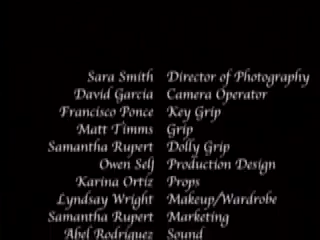 Sara Smith Director of Photography
David Garcia Camera Operator
Francisco Ponce Key Grip
Matt Timms Grip
Samantha Rupert Dolly Grip
Owen Self Production Design
Karina Ortiz Props
Lyndsay Wright Makeup/Wardrobe
Samantha Rupert Marketing
Abel Rodriguez Sound